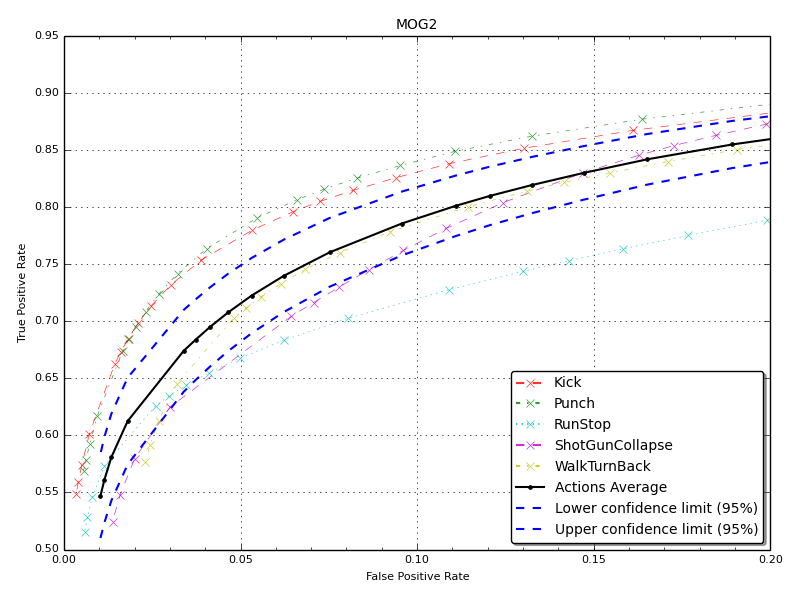 MOG2
0.95
0.90
0.85
0.80
0.75
0.70
0.65
0.60
0.55
0.50
True Positive Rate
Kick
Punch
RunStop
ShotGunCollapse
WalkTurnBack
Actions Average
Lower confidence limit (95%)
Upper confidence limit (95%)
0.00 0.05 0.10 0.15 0.20
False Positive Rate